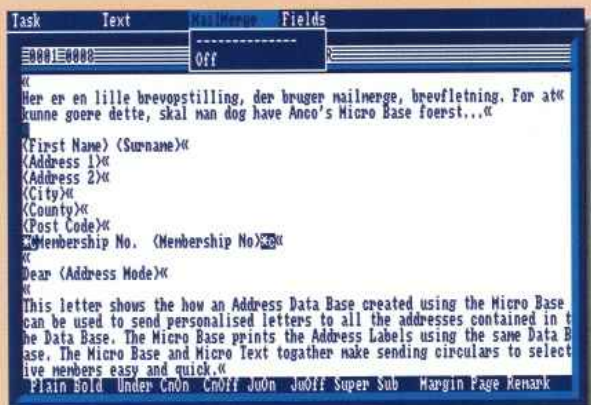 Task Text MailMerge Fields
---------------
≡0001≡0008≡ R
Off
«
Her er en lille brevopstilling, der bruger mailmerge, brevfletning. For at«
kunne goere dette, skal man dog have Anco's Micro Base foerst...«
<First Name> <Surname>«
<Address 1>«
<Address 2>«
<City>«
<County>«
<Post Code>«
*CMembership No. <Membership No>*c«
«
Dear <Address Mode>«
«
This letter shows the how an Address Data Base created using the Micro Base
can be used to send personalised letters to all the addresses contained in t
he Data Base. The Micro Base prints the Address Labels using the same Data B
ase. The Micro Base and Micro Text togather make sending circulars to select
ive members easy and quick.«
Plain Bold Under CnOn CnOff JuOn JuOff Super Sub Margin Page Remark